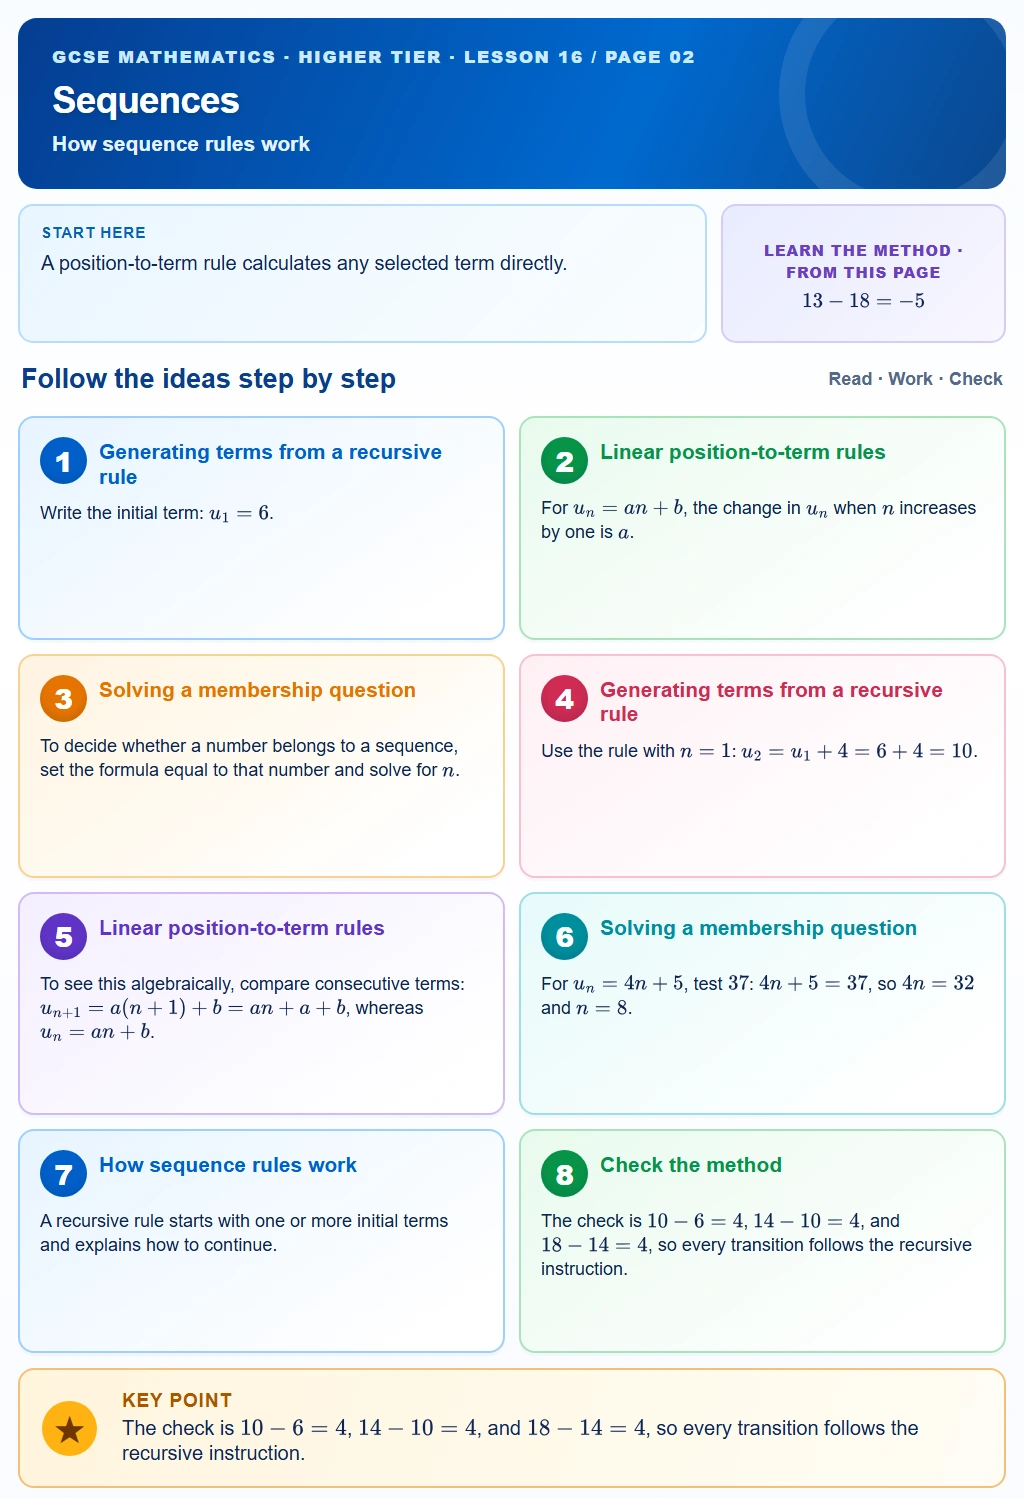 GCSE MATHEMATICS · HIGHER TIER · LESSON 16 / PAGE 02
Sequences
How sequence rules work
START HERE
A position-to-term rule calculates any selected term directly.
LEARN THE METHOD ·
FROM THIS PAGE
13 − 18 = −5
Follow the ideas step by step
Read · Work · Check
1
Generating terms from a recursive
rule
Write the initial term: u₁ = 6.
2
Linear position-to-term rules
For uₙ = an + b, the change in uₙ when n increases
by one is a.
3
Solving a membership question
To decide whether a number belongs to a sequence,
set the formula equal to that number and solve for n.
4
Generating terms from a recursive
rule
Use the rule with n = 1: u₂ = u₁ + 4 = 6 + 4 = 10.
5
Linear position-to-term rules
To see this algebraically, compare consecutive terms:
uₙ₊₁ = a(n + 1) + b = an + a + b, whereas
uₙ = an + b.
6
Solving a membership question
For uₙ = 4n + 5, test 37: 4n + 5 = 37, so 4n = 32
and n = 8.
7
How sequence rules work
A recursive rule starts with one or more initial terms
and explains how to continue.
8
Check the method
The check is 10 − 6 = 4, 14 − 10 = 4, and
18 − 14 = 4, so every transition follows the recursive
instruction.
KEY POINT
The check is 10 − 6 = 4, 14 − 10 = 4, and 18 − 14 = 4, so every transition follows the
recursive instruction.